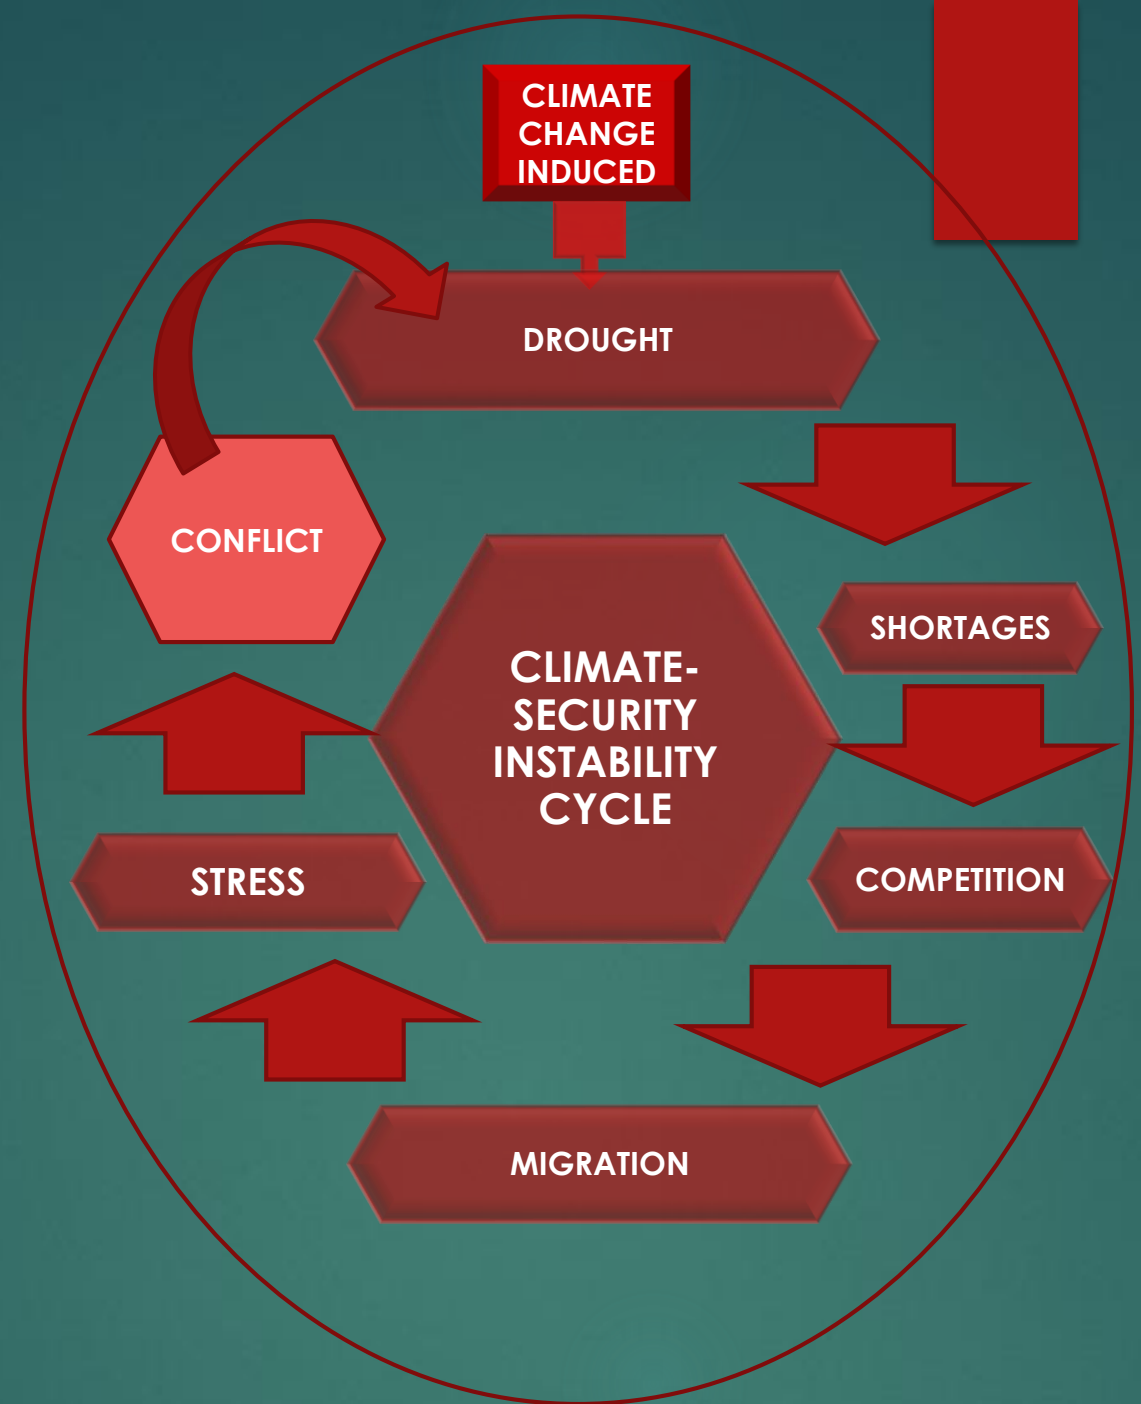 CLIMATE
CHANGE
INDUCED
DROUGHT
CONFLICT
SHORTAGES
CLIMATE-
SECURITY
INSTABILITY
CYCLE
STRESS
COMPETITION
MIGRATION